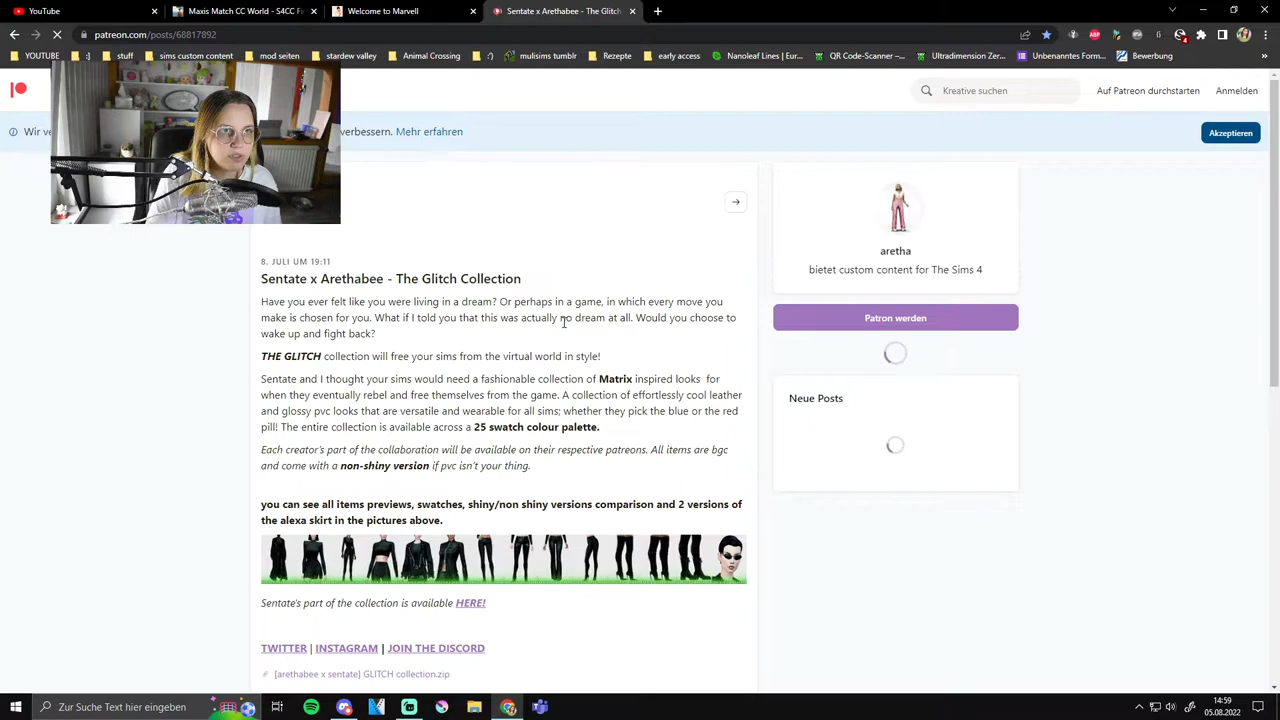 YouTube
Maxis Match CC World - S4CC Fi
Welcome to Marvell
Sentate x Arethabee - The Glitch C
patreon.com/posts/68817892
YOUTUBE :) stuff sims custom content mod seiten stardew valley Animal Crossing :') mulisims tumblr Rezepte early access Nanoleaf Lines | Eur... QR Code-Scanner –... Ultradimension Zer... Unbenanntes Form... Bewerbung
Kreative suchen
Auf Patreon durchstarten
Anmelden
Wir ve
verbessern. Mehr erfahren
Akzeptieren
8. JULI UM 19:11
Sentate x Arethabee - The Glitch Collection
Have you ever felt like you were living in a dream? Or perhaps in a game, in which every move you
make is chosen for you. What if I told you that this was actually no dream at all. Would you choose to
wake up and fight back?
THE GLITCH collection will free your sims from the virtual world in style!
Sentate and I thought your sims would need a fashionable collection of Matrix inspired looks for
when they eventually rebel and free themselves from the game. A collection of effortlessly cool leather
and glossy pvc looks that are versatile and wearable for all sims; whether they pick the blue or the red
pill! The entire collection is available across a 25 swatch colour palette.
Each creator's part of the collaboration will be available on their respective patreons. All items are bgc
and come with a non-shiny version if pvc isn't your thing.
you can see all items previews, swatches, shiny/non shiny versions comparison and 2 versions of
the alexa skirt in the pictures above.
Sentate's part of the collection is available HERE!
TWITTER | INSTAGRAM | JOIN THE DISCORD
[arethabee x sentate] GLITCH collection.zip
aretha
bietet custom content for The Sims 4
Patron werden
Neue Posts
Zur Suche Text hier eingeben
14:59
05.08.2022